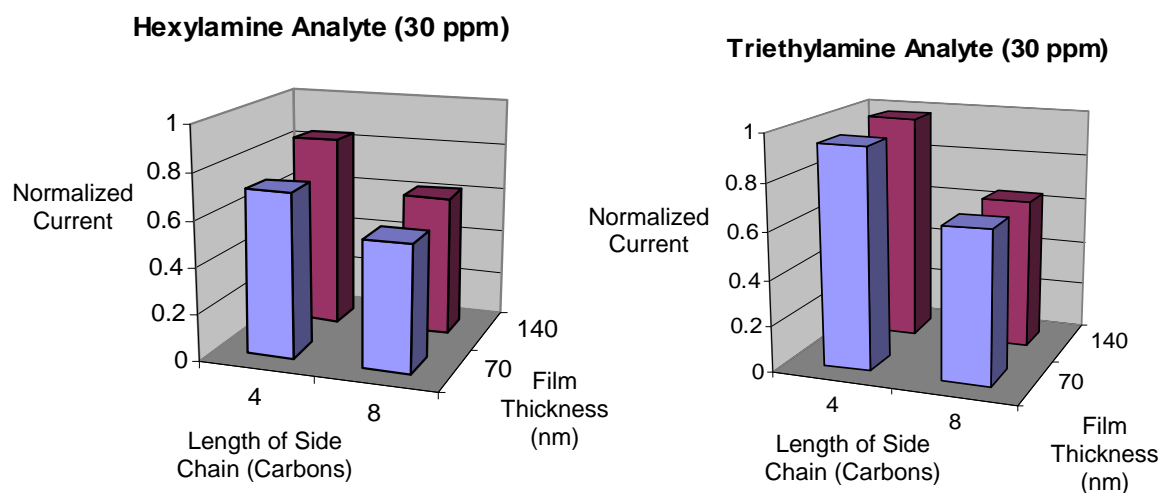 Hexylamine Analyte (30 ppm)
1
0.8
0.6
0.4
0.2
0
Normalized
Current
4
8
Length of Side
Chain (Carbons)
70
140
Film
Thickness
(nm)
Triethylamine Analyte (30 ppm)
1
0.8
0.6
0.4
0.2
0
Normalized
Current
4
8
Length of Side
Chain (Carbons)
70
140
Film
Thickness
(nm)